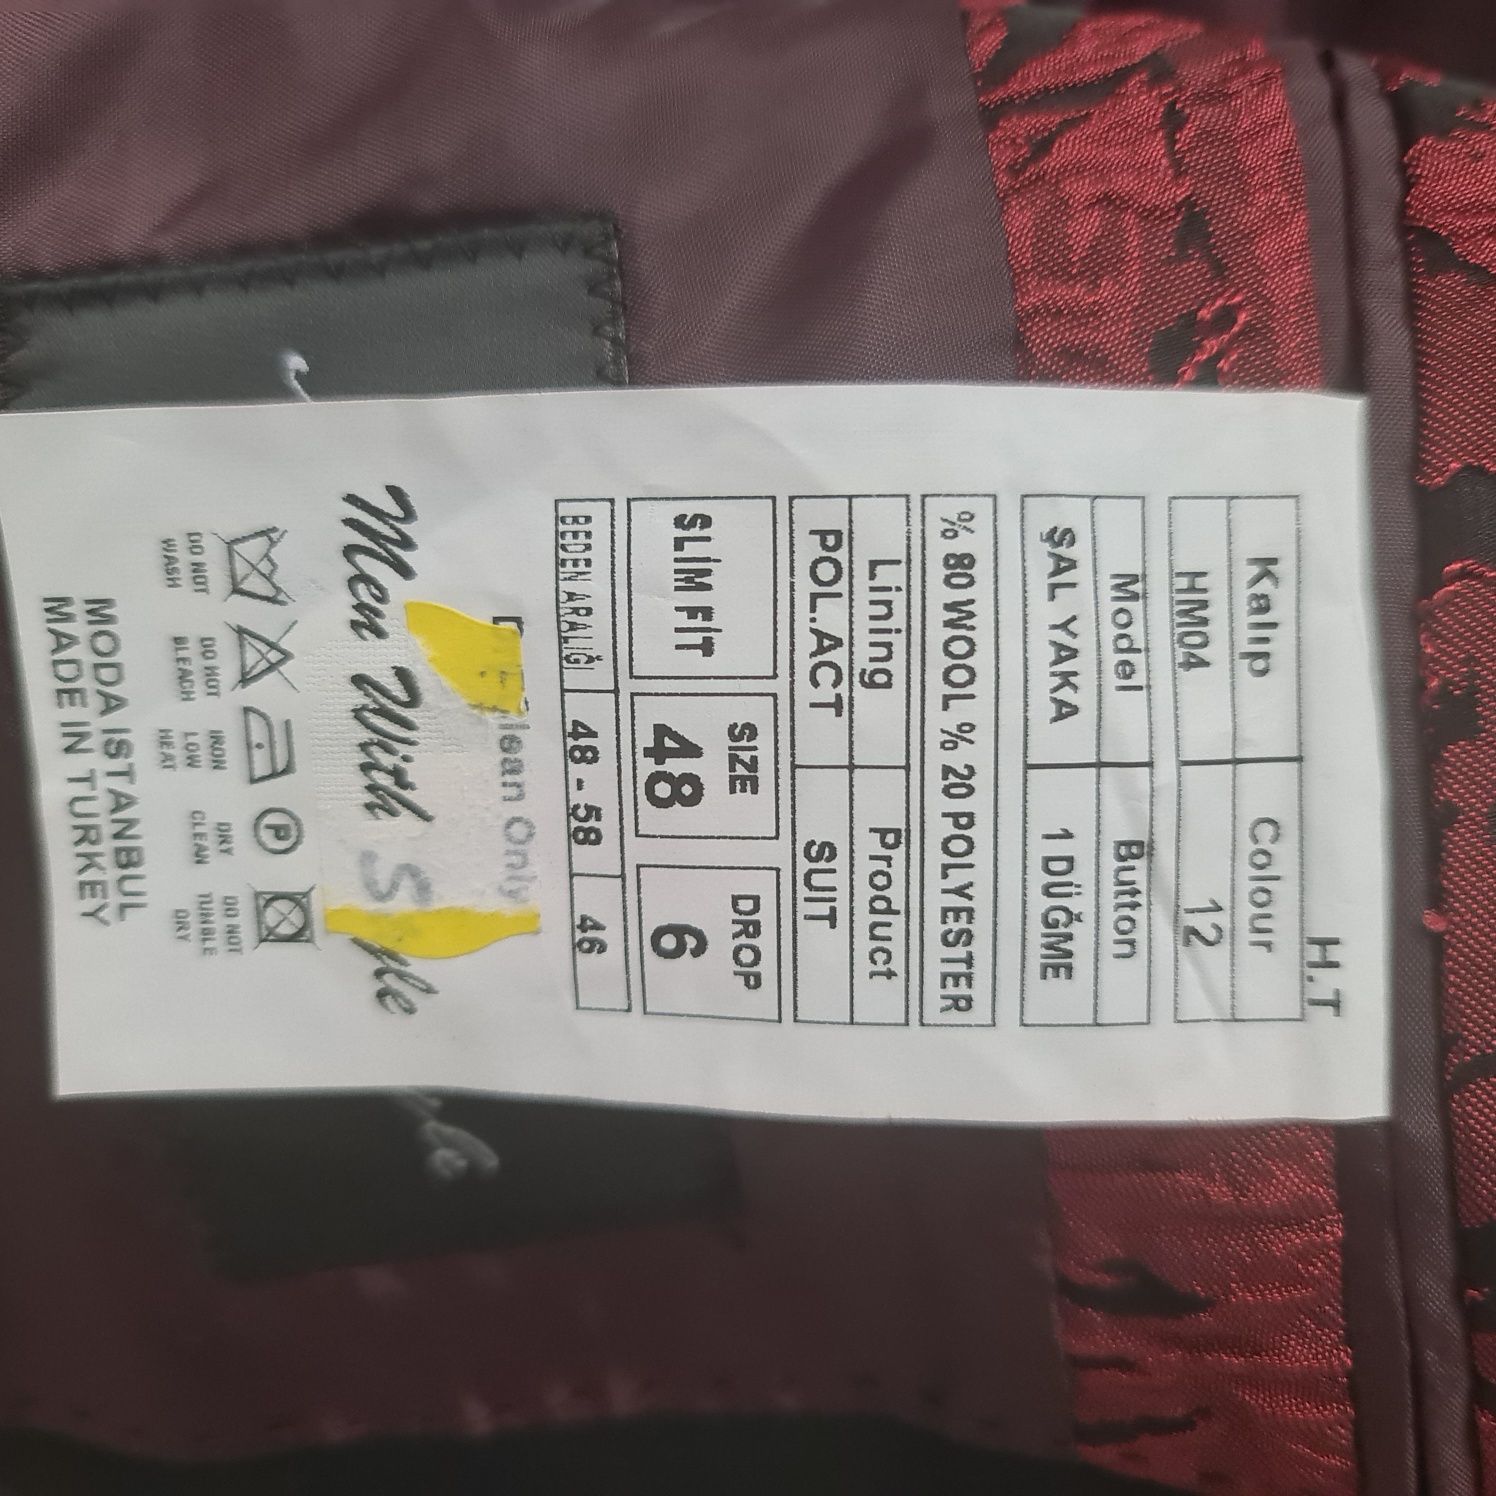 H.T
Kalıp Colour
HM04 12
Model Button
ŞAL YAKA 1 DÜĞME
% 80 WOOL % 20 POLYESTER
Lining Product
POL.ACT SUIT
SLİM FİT SIZE 48 DROP 6
BEDEN ARALIĞI 48 - 58 46
lean Only
Men With Style
P
DO NOT WASH
DO NOT BLEACH
IRON LOW HEAT
DRY CLEAN
DO NOT TUMBLE DRY
MODA ISTANBUL
MADE IN TURKEY